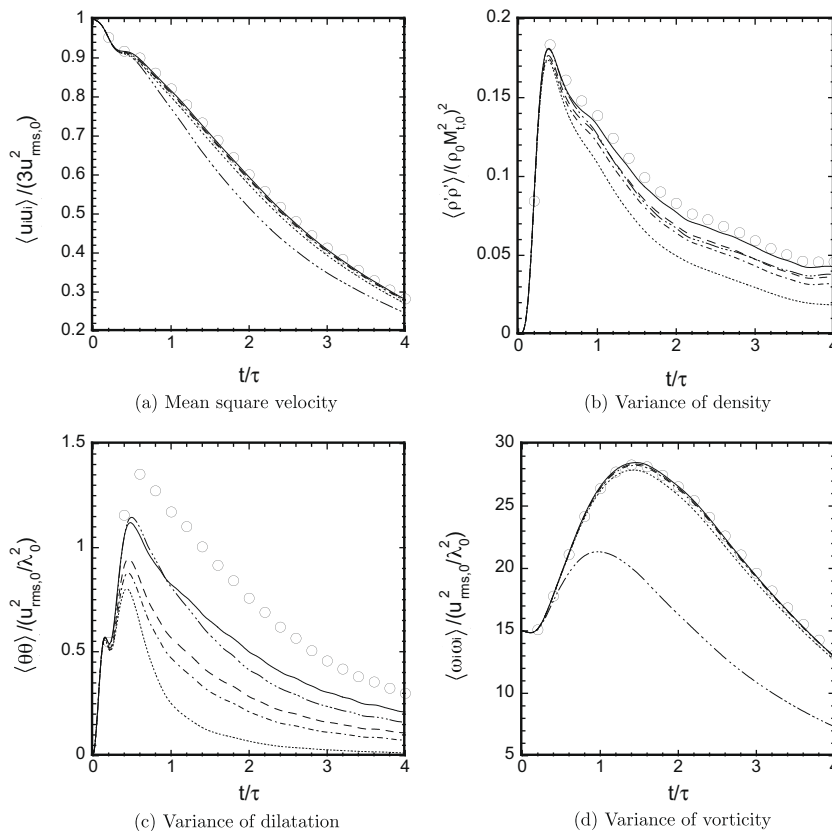 1
0.9
0.8
0.7
0.6
0.5
0.4
0.3
0.2
0 1 2 3 4
⟨uᵢuᵢ⟩/(3u²rms,0)
t/τ
(a) Mean square velocity
0.2
0.15
0.1
0.05
0
0 1 2 3 4
⟨ρ'ρ'⟩/(ρ₀M²t,0)²
t/τ
(b) Variance of density
1.5
1
0.5
0
0 1 2 3 4
⟨θθ⟩/(u²rms,0/λ²₀)
t/τ
(c) Variance of dilatation
30
25
20
15
10
5
0 1 2 3 4
⟨ωᵢωᵢ⟩/(u²rms,0/λ²₀)
t/τ
(d) Variance of vorticity